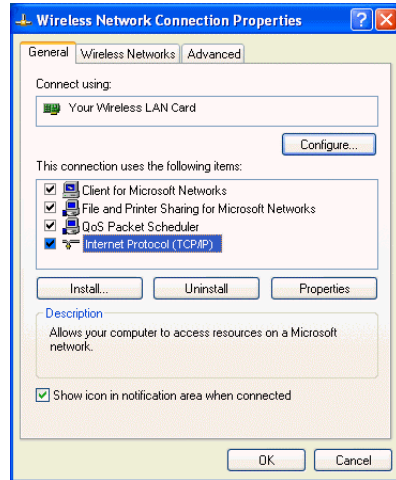 Wireless Network Connection Properties
General Wireless Networks Advanced
Connect using:
Your Wireless LAN Card
Configure...
This connection uses the following items:
Client for Microsoft Networks
File and Printer Sharing for Microsoft Networks
QoS Packet Scheduler
Internet Protocol (TCP/IP)
Install... Uninstall Properties
Description
Allows your computer to access resources on a Microsoft
network.
Show icon in notification area when connected
OK Cancel